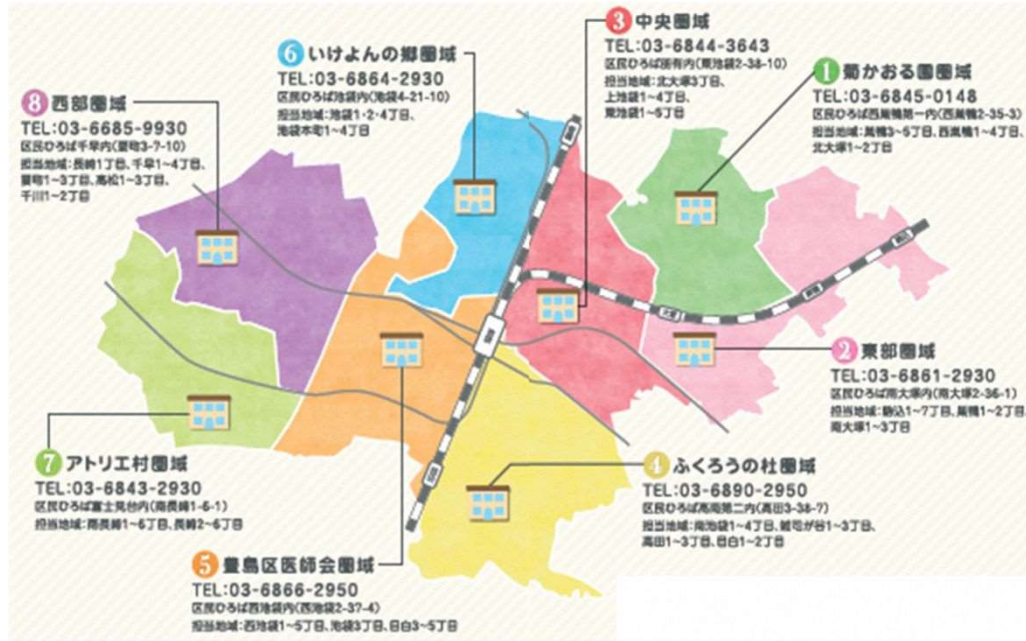 6 いけよんの郷圏域
TEL:03-6864-2930
区民ひろば池袋内(池袋4-21-10)
担当地域:池袋1・2・4丁目、
池袋本町1~4丁目
3 中央圏域
TEL:03-6844-3643
区民ひろば朋有内(東池袋2-38-10)
担当地域:北大塚3丁目、
上池袋1~4丁目、
東池袋1~5丁目
1 菊かおる園圏域
TEL:03-6845-0148
区民ひろば西巣鴨第一内(西巣鴨2-35-3)
担当地域:巣鴨3~5丁目、西巣鴨1~4丁目、
北大塚1~2丁目
8 西部圏域
TEL:03-6685-9930
区民ひろば千早内(要町3-7-10)
担当地域:長崎1丁目、千早1~4丁目、
要町1~3丁目、高松1~3丁目、
千川1~2丁目
2 東部圏域
TEL:03-6861-2930
区民ひろば南大塚内(南大塚2-36-1)
担当地域:駒込1~7丁目、巣鴨1~2丁目、
南大塚1~3丁目
7 アトリエ村圏域
TEL:03-6843-2930
区民ひろば富士見台内(南長崎1-6-1)
担当地域:南長崎1~6丁目、長崎2~6丁目
4 ふくろうの杜圏域
TEL:03-6890-2950
区民ひろば高南第二内(高田3-38-7)
担当地域:南池袋1~4丁目、雑司が谷1~3丁目、
高田1~3丁目、目白1~2丁目
5 豊島区医師会圏域
TEL:03-6866-2950
区民ひろば西池袋内(西池袋2-37-4)
担当地域:西池袋1~5丁目、池袋3丁目、目白3~5丁目